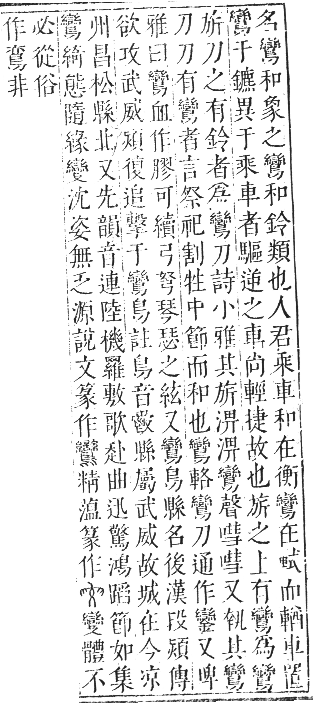 名鸞和象之鸞和鈴類也人君乘車和在衡鸞在軾而輶車置
鸞于鑣異于乘車者驅逆之車尚輕捷故也旂之上有鸞爲鸞
旂刀之有鈴者爲鸞刀詩小雅其旂淠淠鸞聲嘒嘒又執其鸞
刀刀有鸞者言祭祀割牲中節而和也鸞輅鸞刀通作鑾又埤
雅曰鸞血作膠可續弓弩琴瑟之絃又鸞鳥縣名後漢段熲傳
欲攻武威熲復追擊于鸞鳥註鳥音雀縣屬武威故城在今凉
州昌松縣北又先韻音連陸機羅敷歌赴曲迅驚鴻蹈節如集
鸞綺態隨緣變沈姿無乏源說文篆作鸞精薀篆作 變體不
必從俗
作鵉非